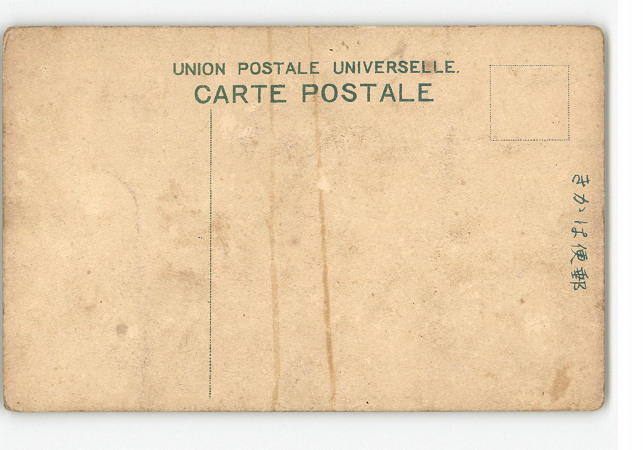 UNION POSTALE UNIVERSELLE.
CARTE POSTALE
郵便はかき